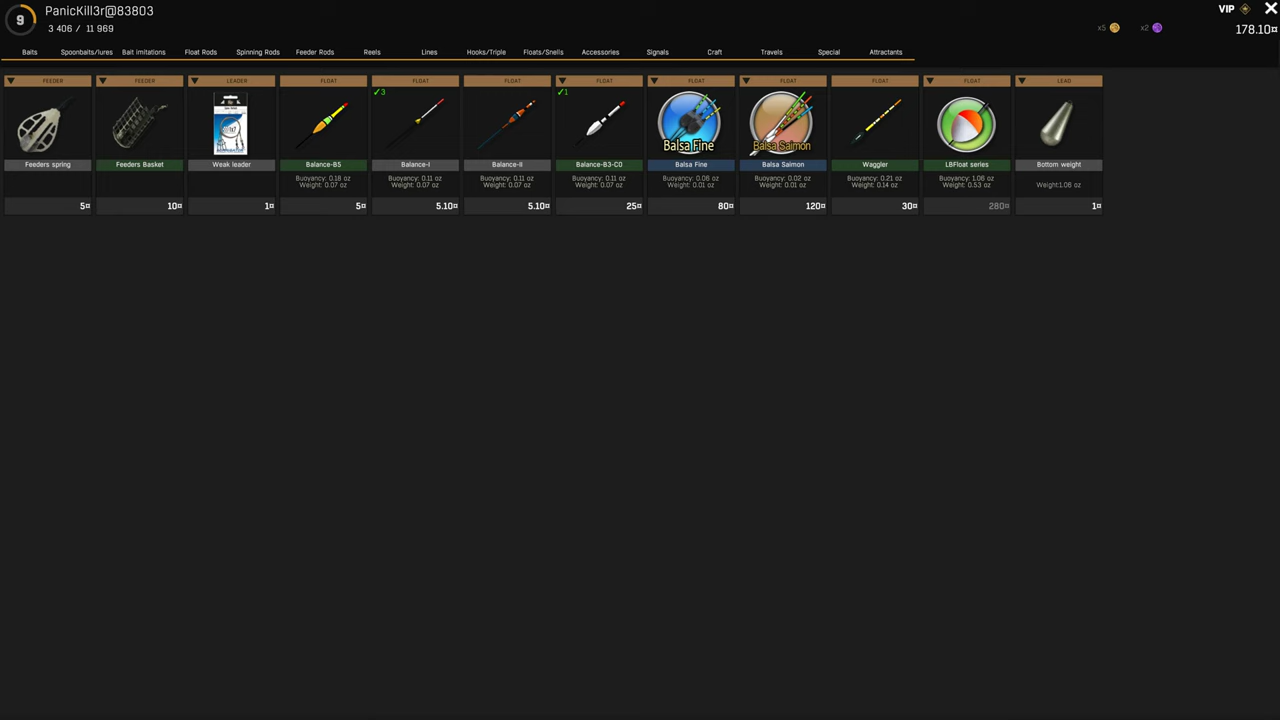 9
PanicKill3r@83803
3 406 / 11 969
VIP
x5
x2
178.10¤
Baits Spoonbaits/lures Bait imitations Float Rods Spinning Rods Feeder Rods Reels Lines Hooks/Triple Floats/Snells Accessories Signals Craft Travels Special Attractants
FEEDER FEEDER LEADER FLOAT FLOAT FLOAT FLOAT FLOAT FLOAT FLOAT FLOAT LEAD
✓3 ✓1
Balsa Fine Balsa Saimon
Feeders spring Feeders Basket Weak leader Balance-B5 Balance-I Balance-II Balance-B3-C0 Balsa Fine Balsa Saimon Waggler LBFloat series Bottom weight
Buoyancy: 0.18 oz Buoyancy: 0.11 oz Buoyancy: 0.11 oz Buoyancy: 0.11 oz Buoyancy: 0.06 oz Buoyancy: 0.02 oz Buoyancy: 0.21 oz Buoyancy: 1.06 oz
Weight: 0.07 oz Weight: 0.07 oz Weight: 0.07 oz Weight: 0.07 oz Weight: 0.01 oz Weight: 0.01 oz Weight: 0.14 oz Weight: 0.53 oz Weight:1.06 oz
5¤ 10¤ 1¤ 5¤ 5.10¤ 5.10¤ 25¤ 80¤ 120¤ 30¤ 280¤ 1¤